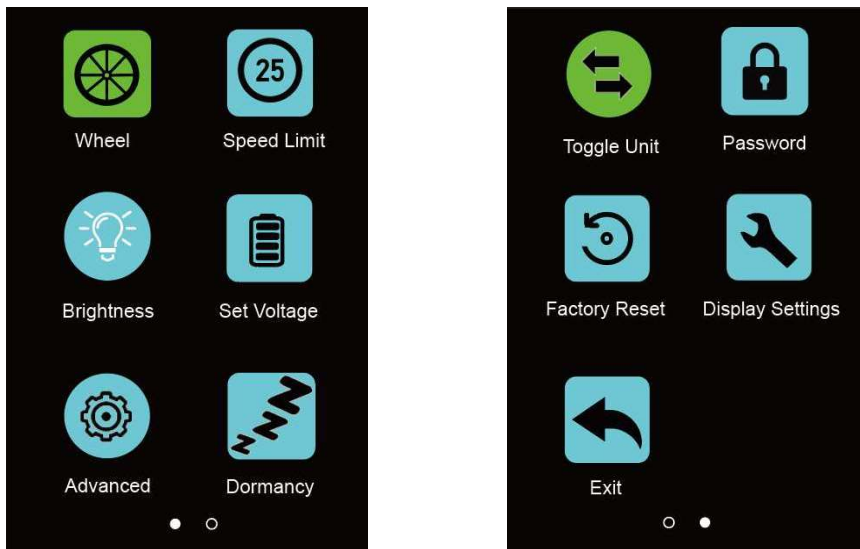 25
Wheel
Speed Limit
Brightness
Set Voltage
Advanced
Dormancy
Toggle Unit
Password
Factory Reset
Display Settings
Exit